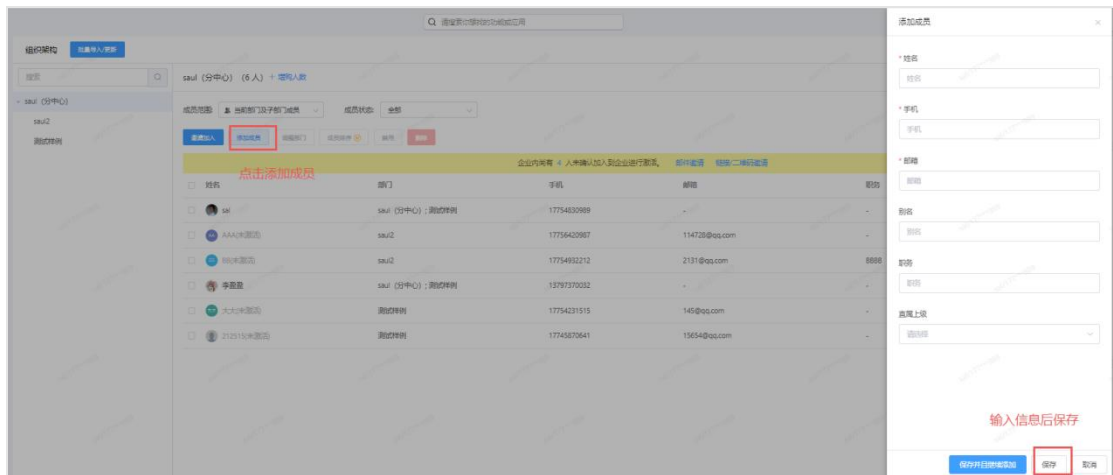 请搜索你想找的功能或应用
组织架构 批量导入/更新
搜索
saul（分中心）
saul2
测试样例
saul（分中心）（6 人） + 增购人数
成员范围: 当前部门及子部门成员 成员状态: 全部
邀请加入 添加成员 调整部门
点击添加成员
企业内尚有 4 人未确认加入到企业进行激活。 邮件邀请 链接/二维码邀请
姓名 部门 手机 邮箱 职务
sai saul（分中心）; 测试样例 17754830989 - -
AAA(未激活) saul2 17756420987 114728@qq.com -
saul2 17754932212 2131@qq.com 8888
李盈盈 saul（分中心）; 测试样例 13797370032 - -
大大(未激活) 测试样例 17754231515 145@qq.com -
212515(未激活) 测试样例 17745870641 15654@qq.com -
添加成员 ×
* 姓名
姓名
* 手机
手机
* 邮箱
邮箱
别名
别名
职务
职务
直属上级
请选择
输入信息后保存
保存并且继续添加 保存 取消